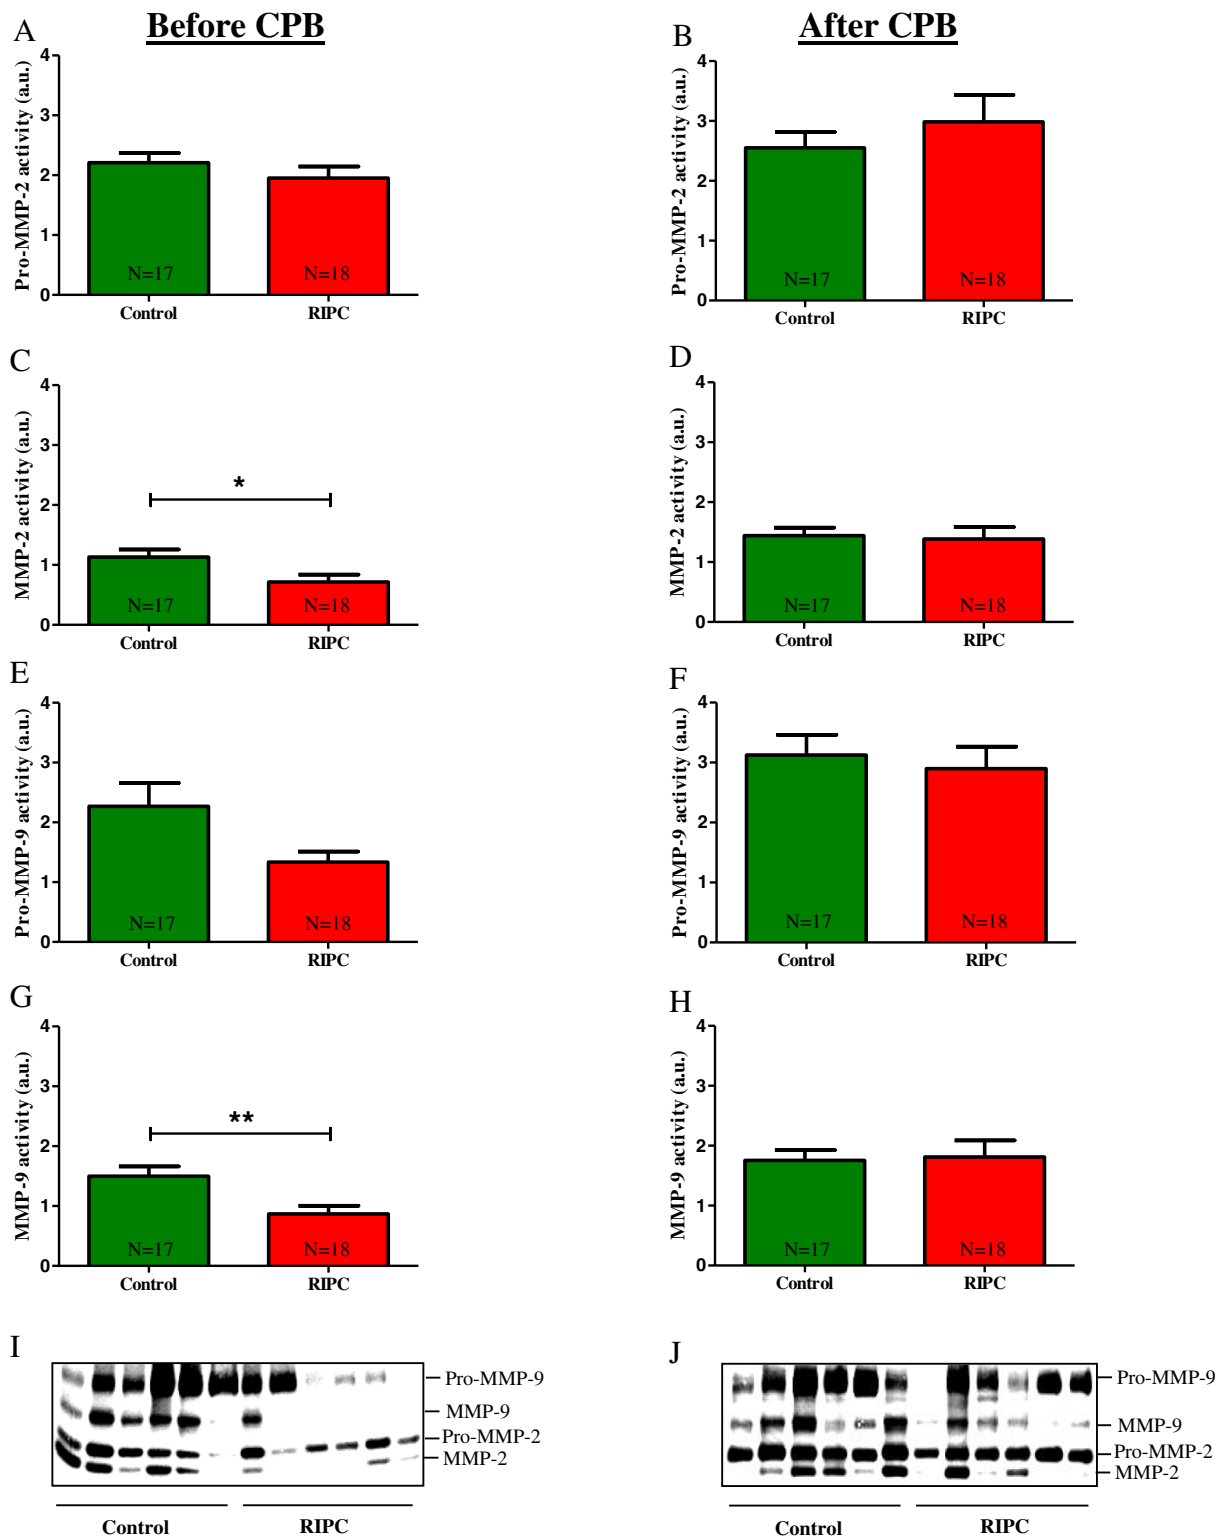 Before CPB
After CPB
A
Pro-MMP-2 activity (a.u.)
4
3
2
1
0
N=17
N=18
Control
RIPC
B
Pro-MMP-2 activity (a.u.)
4
3
2
1
0
N=17
N=18
Control
RIPC
C
MMP-2 activity (a.u.)
4
3
2
1
0
*
N=17
N=18
Control
RIPC
D
MMP-2 activity (a.u.)
4
3
2
1
0
N=17
N=18
Control
RIPC
E
Pro-MMP-9 activity (a.u.)
4
3
2
1
0
N=17
N=18
Control
RIPC
F
Pro-MMP-9 activity (a.u.)
4
3
2
1
0
N=17
N=18
Control
RIPC
G
MMP-9 activity (a.u.)
4
3
2
1
0
**
N=17
N=18
Control
RIPC
H
MMP-9 activity (a.u.)
4
3
2
1
0
N=17
N=18
Control
RIPC
I
Pro-MMP-9
MMP-9
Pro-MMP-2
MMP-2
Control
RIPC
J
Pro-MMP-9
MMP-9
Pro-MMP-2
MMP-2
Control
RIPC